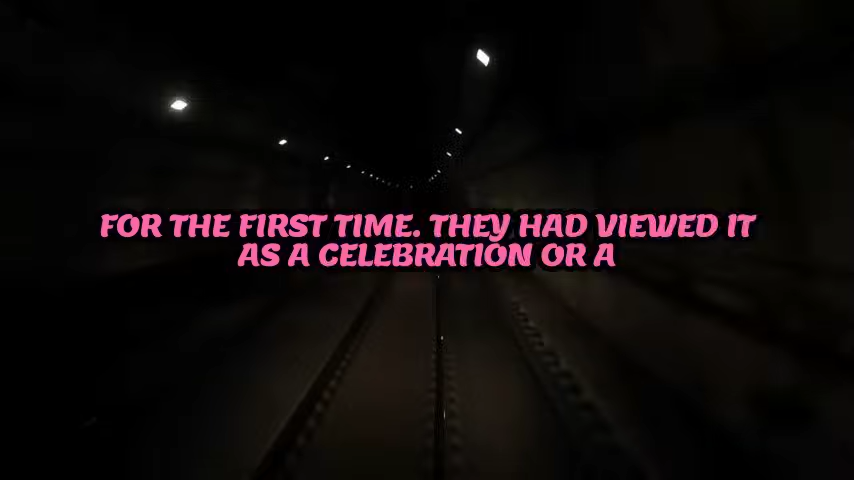 FOR THE FIRST TIME. THEY HAD VIEWED IT
AS A CELEBRATION OR A